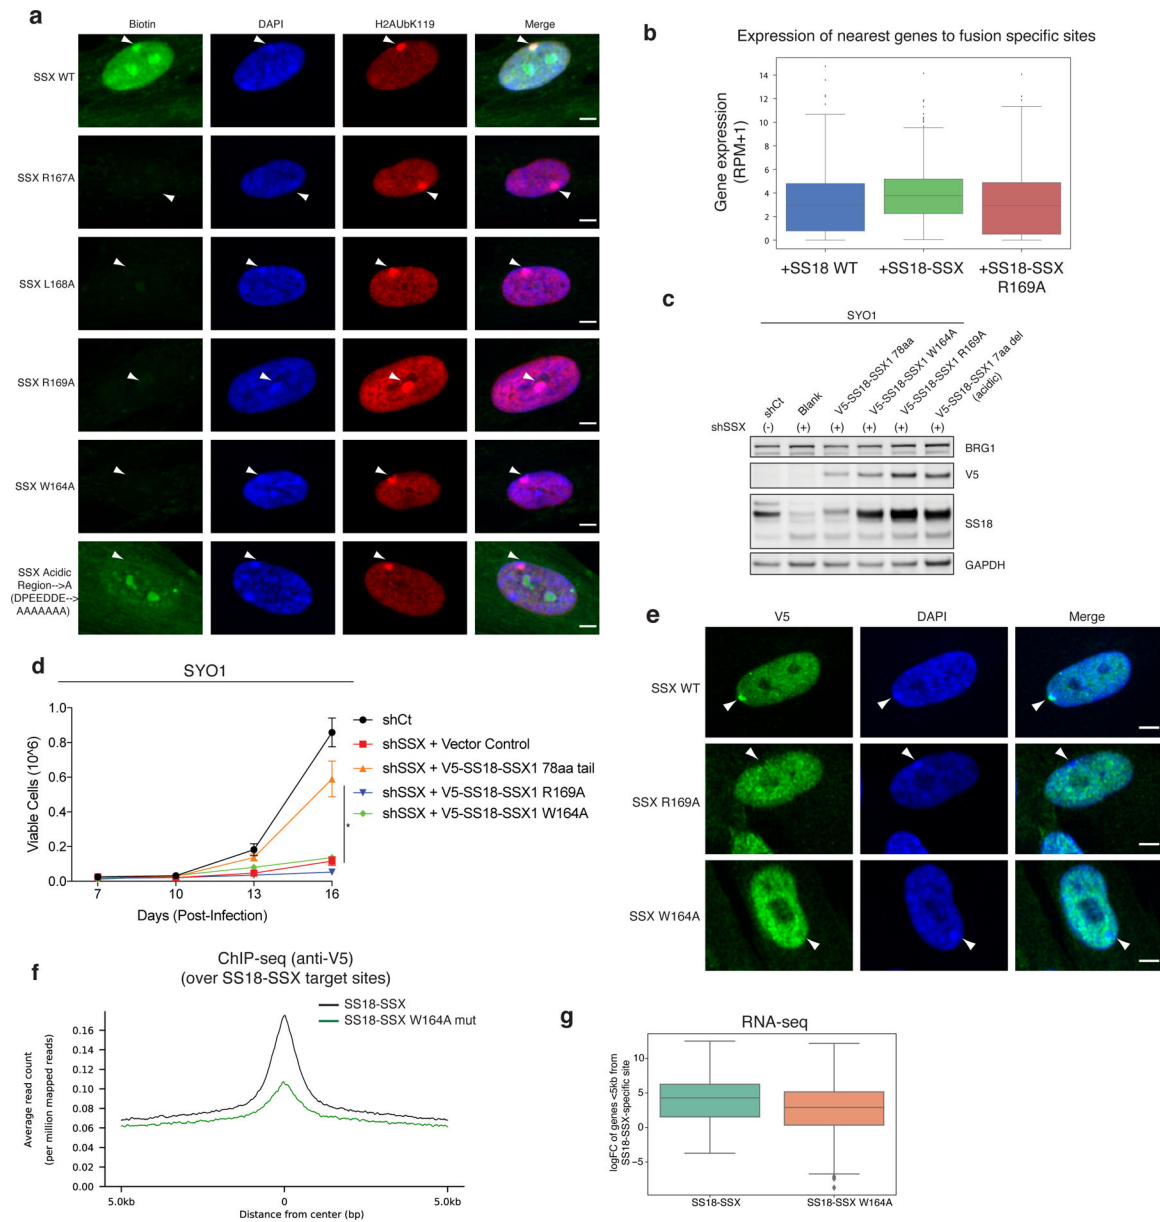 a
Biotin DAPI H2AUbK119 Merge
SSX WT
SSX R167A
SSX L168A
SSX R169A
SSX W164A
SSX Acidic
Region-->A
(DPEEDDE-->
AAAAAAA)
b
Expression of nearest genes to fusion specific sites
Gene expression
(RPM+1)
14
12
10
8
6
4
2
0
+SS18 WT +SS18-SSX +SS18-SSX
R169A
c
SYO1
shCt
Blank
V5-SS18-SSX1 78aa
V5-SS18-SSX1 W164A
V5-SS18-SSX1 R169A
V5-SS18-SSX1 7aa del
(acidic)
shSSX (-) (+) (+) (+) (+) (+)
BRG1
V5
SS18
GAPDH
d
SYO1
Viable Cells (10^6)
1.0
0.8
0.6
0.4
0.2
0.0
7 10 13 16
Days (Post-Infection)
shCt
shSSX + Vector Control
shSSX + V5-SS18-SSX1 78aa tail
shSSX + V5-SS18-SSX1 R169A
shSSX + V5-SS18-SSX1 W164A
*
e
V5 DAPI Merge
SSX WT
SSX R169A
SSX W164A
f
ChIP-seq (anti-V5)
(over SS18-SSX target sites)
SS18-SSX
SS18-SSX W164A mut
Average read count
(per million mapped reads)
0.16
0.14
0.12
0.10
0.08
0.06
0.04
0.02
0.00
5.0kb 0 5.0kb
Distance from center (bp)
g
RNA-seq
logFC of genes <5kb from
SS18-SSX-specific site
10
5
0
−5
SS18-SSX SS18-SSX W164A